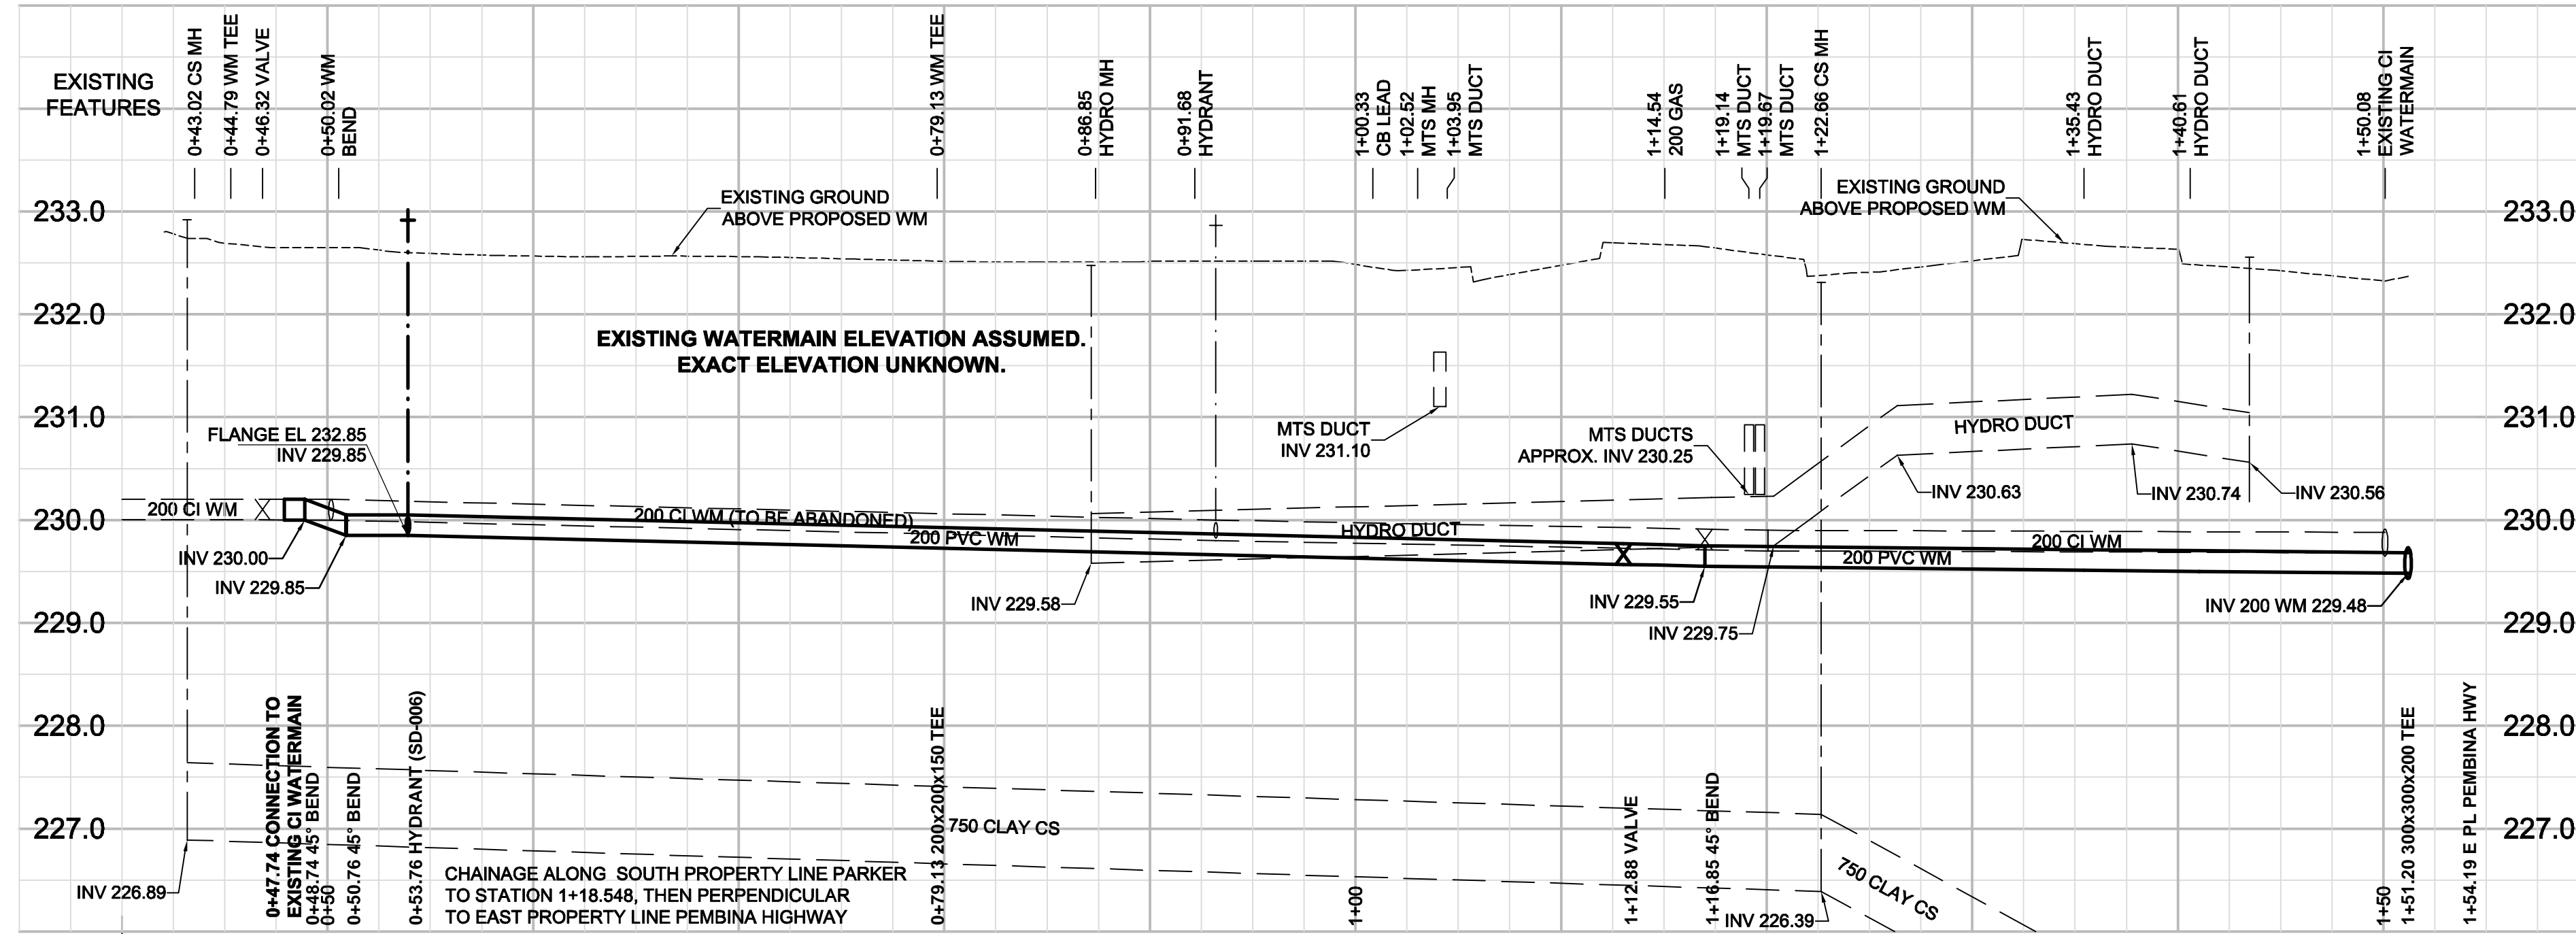 EXISTING
FEATURES
0+43.02 CS MH
0+44.79 WM TEE
0+46.32 VALVE
0+50.02 WM
BEND
0+79.13 WM TEE
0+86.85
HYDRO MH
0+91.68
HYDRANT
1+00.33
CB LEAD
1+02.52
MTS MH
1+03.95
MTS DUCT
1+14.54
200 GAS
1+19.14
MTS DUCT
1+19.67
MTS DUCT
1+22.66 CS MH
1+35.43
HYDRO DUCT
1+40.61
HYDRO DUCT
1+50.08
EXISTING CI
WATERMAIN
233.0
EXISTING GROUND
ABOVE PROPOSED WM
EXISTING GROUND
ABOVE PROPOSED WM
233.0
232.0
EXISTING WATERMAIN ELEVATION ASSUMED.
EXACT ELEVATION UNKNOWN.
232.0
231.0
FLANGE EL 232.85
INV 229.85
MTS DUCT
INV 231.10
MTS DUCTS
APPROX. INV 230.25
HYDRO DUCT
231.0
INV 230.63
INV 230.74
INV 230.56
230.0
200 CI WM
200 CI WM (TO BE ABANDONED)
200 PVC WM
HYDRO DUCT
200 CI WM
200 PVC WM
230.0
INV 230.00
INV 229.85
INV 229.58
INV 229.55
INV 229.75
INV 200 WM 229.48
229.0
229.0
228.0
228.0
227.0
227.0
750 CLAY CS
750 CLAY CS
INV 226.89
INV 226.39
0+47.74 CONNECTION TO
EXISTING CI WATERMAIN
0+48.74 45° BEND
0+50
0+50.76 45° BEND
0+53.76 HYDRANT (SD-006)
CHAINAGE ALONG SOUTH PROPERTY LINE PARKER
TO STATION 1+18.548, THEN PERPENDICULAR
TO EAST PROPERTY LINE PEMBINA HIGHWAY
0+79.13 200x200x150 TEE
1+00
1+12.88 VALVE
1+16.85 45° BEND
1+50
1+51.20 300x300x200 TEE
1+54.19 E PL PEMBINA HWY